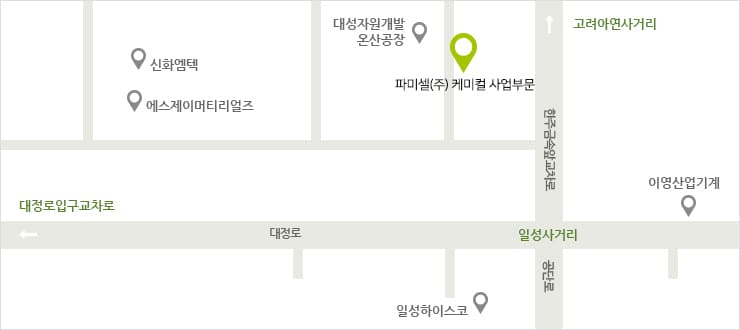 대성자원개발
온산공장
고려아연사거리
신화엠텍
파미셀(주) 케미컬 사업부문
에스제이머티리얼즈
한주금속앞교차로
이영산업기계
대정로입구교차로
대정로
일성사거리
공단로
일성하이스코